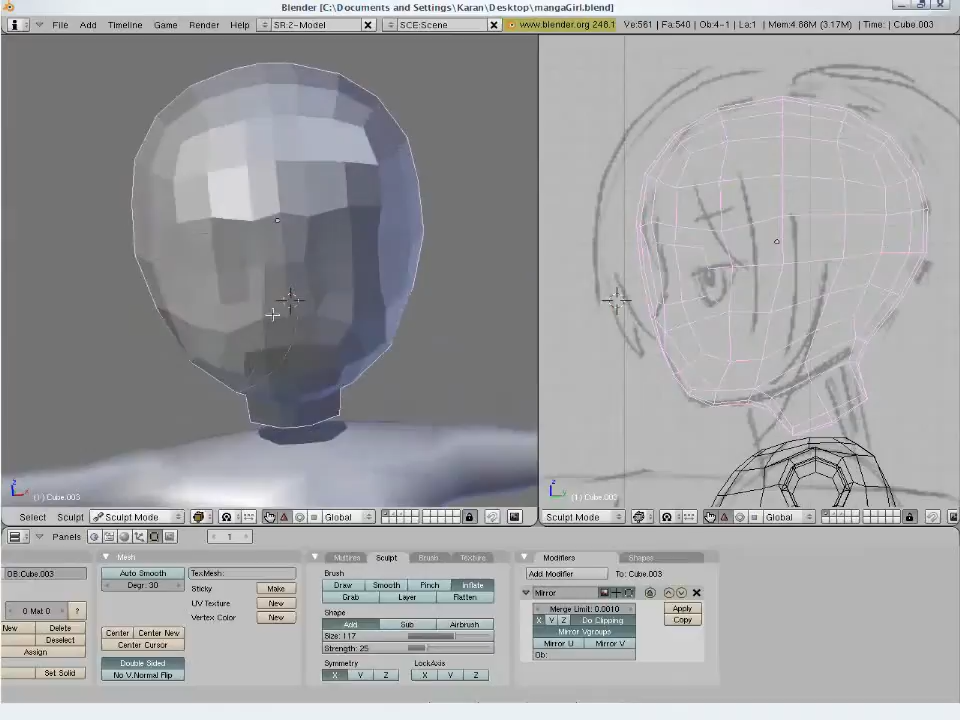 Blender [C:\Documents and Settings\Karan\Desktop\mangaGirl.blend]
File Add Timeline Game Render Help SR:2-Model SCE:Scene www.blender.org 248.1 Ve:561 | Fa:540 | Ob:4-1 | La:1 | Mem:4.66M (3.17M) | Time: | Cube.003
(1) Cube.003
(1) Cube.003
Select Sculpt Sculpt Mode Global
Sculpt Mode Global
Panels 1
Mesh
Multires Sculpt Brush Texture
Modifiers Shapes
OB:Cube.003
Auto Smooth
Degr: 30
TexMesh:
Sticky Make
UV Texture New
Vertex Color New
0 Mat 0 ?
New Delete
Deselect
Assign
Set Solid
Center Center New
Center Cursor
Double Sided
No V.Normal Flip
Brush
Draw Smooth Pinch Inflate
Grab Layer Flatten
Shape
Add Sub Airbrush
Size: 117
Strength: 25
Symmetry LockAxis
X Y Z X Y Z
Add Modifier To: Cube.003
Mirror
Merge Limit: 0.0010 Apply
X Y Z Do Clipping Copy
Mirror Vgroups
Mirror U Mirror V
Ob: